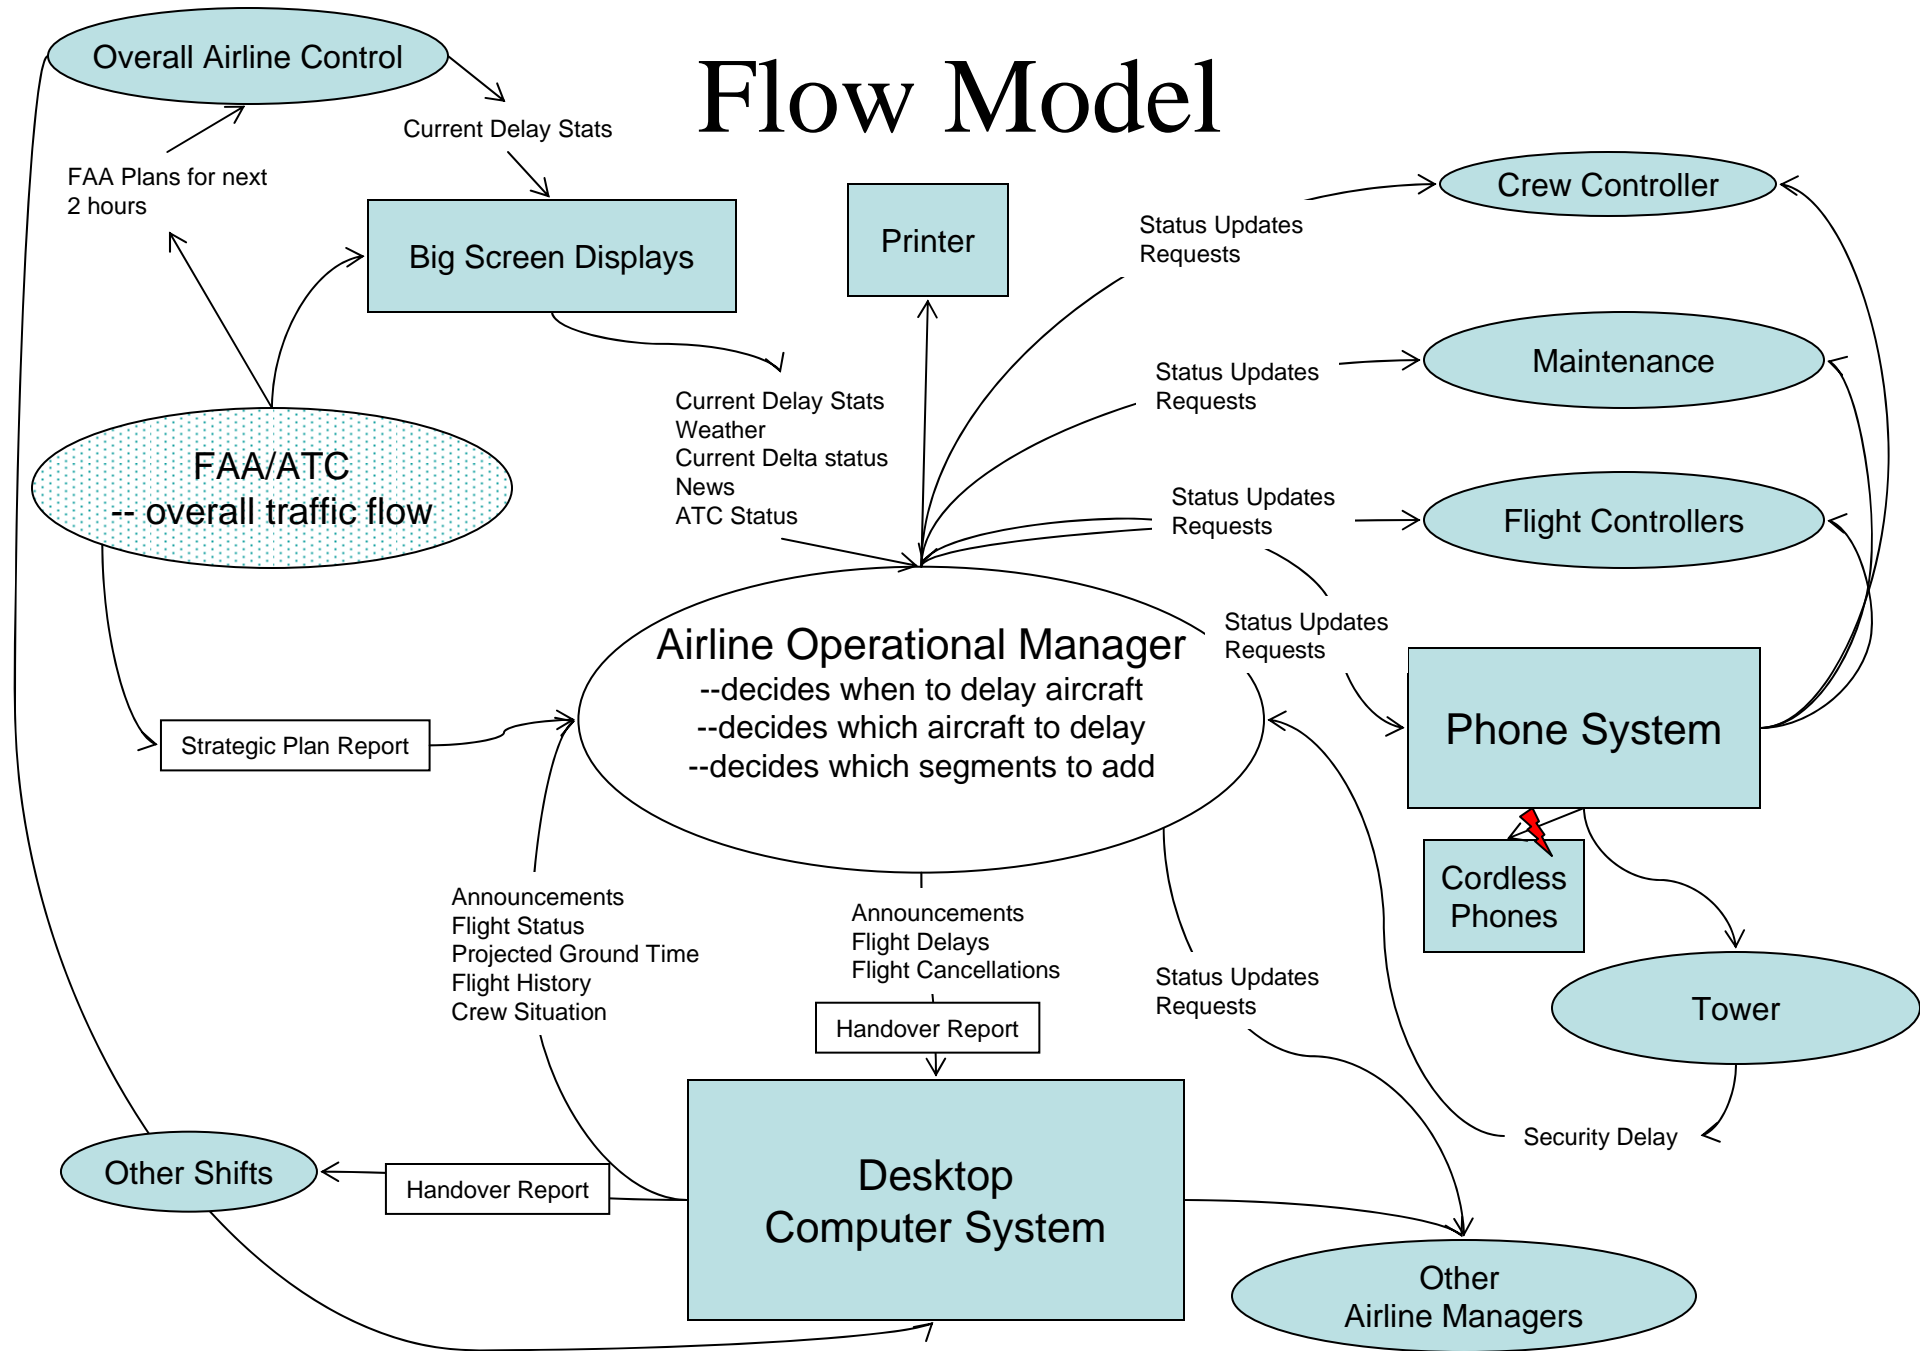 Flow Model
Overall Airline Control
Current Delay Stats
FAA Plans for next
2 hours
Big Screen Displays
Printer
Crew Controller
Status Updates
Requests
Maintenance
Status Updates
Requests
Current Delay Stats
Weather
Current Delta status
News
ATC Status
FAA/ATC
-- overall traffic flow
Status Updates
Requests
Flight Controllers
Status Updates
Requests
Airline Operational Manager
--decides when to delay aircraft
--decides which aircraft to delay
--decides which segments to add
Phone System
Strategic Plan Report
Cordless
Phones
Announcements
Flight Status
Projected Ground Time
Flight History
Crew Situation
Announcements
Flight Delays
Flight Cancellations
Status Updates
Requests
Tower
Handover Report
Security Delay
Other Shifts
Handover Report
Desktop
Computer System
Other
Airline Managers